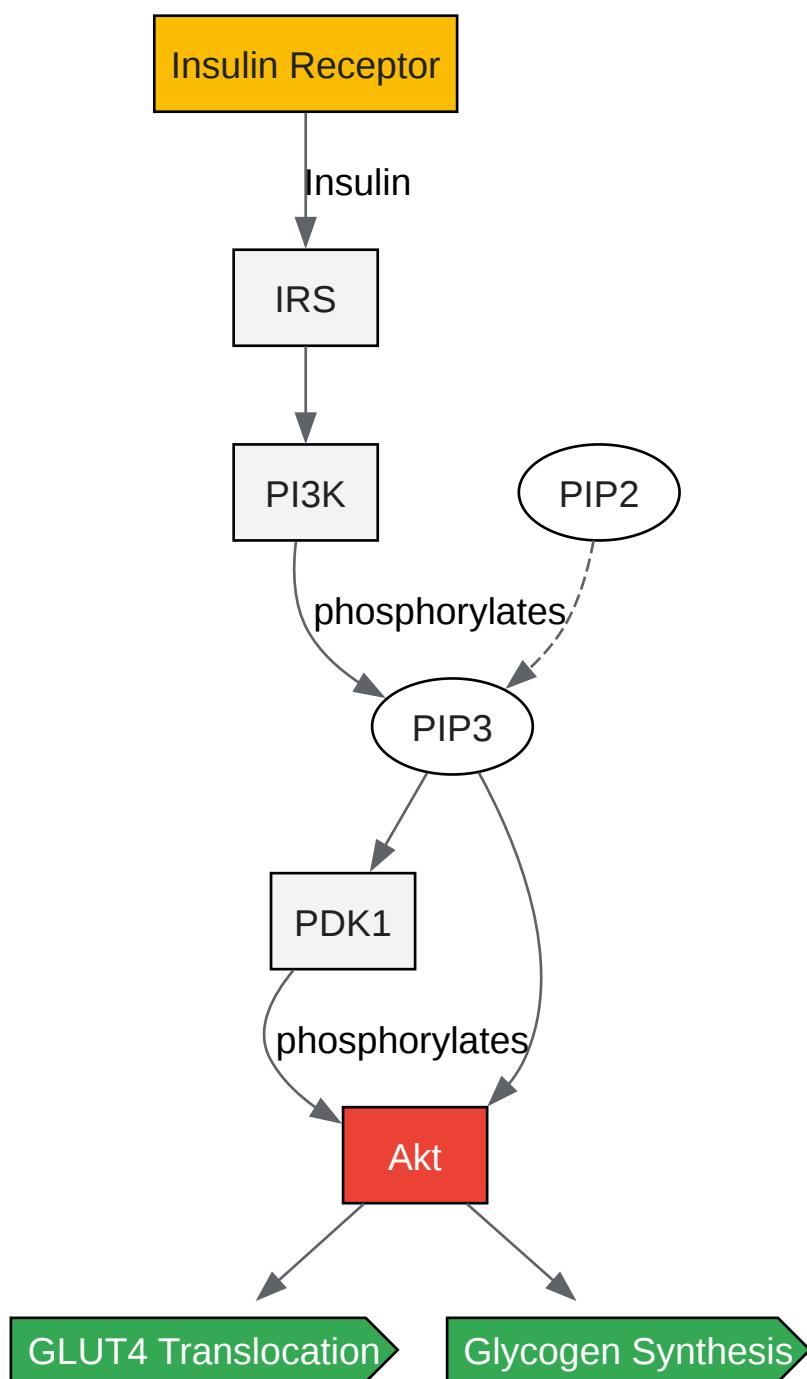 Insulin Receptor
Insulin
IRS
PI3K
PIP2
phosphorylates
PIP3
PDK1
phosphorylates
Akt
GLUT4 Translocation
Glycogen Synthesis